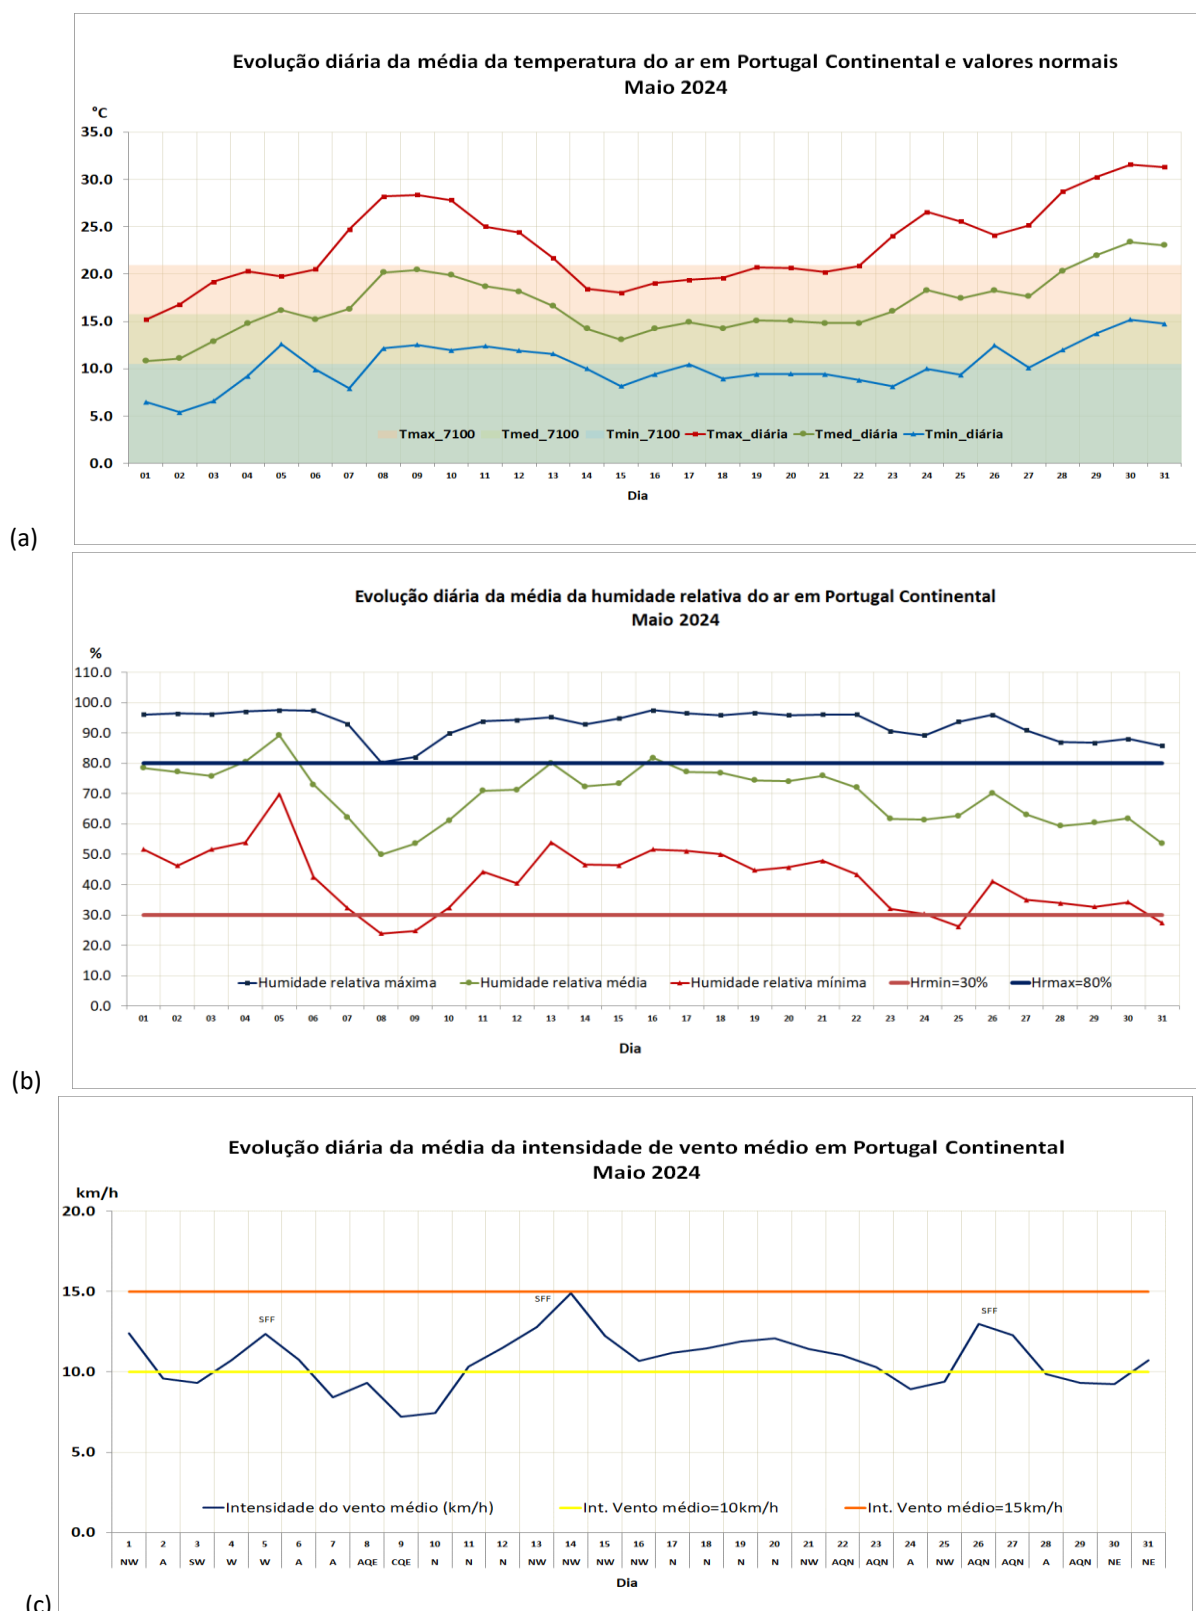 Evolução diária da média da temperatura do ar em Portugal Continental e valores normais
Maio 2024
°C
35.0
30.0
25.0
20.0
15.0
10.0
5.0
0.0
Tmax_7100 Tmed_7100 Tmin_7100 Tmax_diária Tmed_diária Tmin_diária
01 02 03 04 05 06 07 08 09 10 11 12 13 14 15 16 17 18 19 20 21 22 23 24 25 26 27 28 29 30 31
Dia
(a)
Evolução diária da média da humidade relativa do ar em Portugal Continental
Maio 2024
%
110.0
100.0
90.0
80.0
70.0
60.0
50.0
40.0
30.0
20.0
10.0
0.0
Humidade relativa máxima Humidade relativa média Humidade relativa mínima Hrmin=30% Hrmax=80%
01 02 03 04 05 06 07 08 09 10 11 12 13 14 15 16 17 18 19 20 21 22 23 24 25 26 27 28 29 30 31
Dia
(b)
Evolução diária da média da intensidade de vento médio em Portugal Continental
Maio 2024
km/h
20.0
15.0
10.0
5.0
0.0
SFF
SFF
SFF
Intensidade do vento médio (km/h) Int. Vento médio=10km/h Int. Vento médio=15km/h
1 2 3 4 5 6 7 8 9 10 11 12 13 14 15 16 17 18 19 20 21 22 23 24 25 26 27 28 29 30 31
NW A SW W W A A AQE CQE N N N NW NW NW NW N N N N NW AQN AQN A NW AQN AQN A AQN NE NE
Dia
(c)